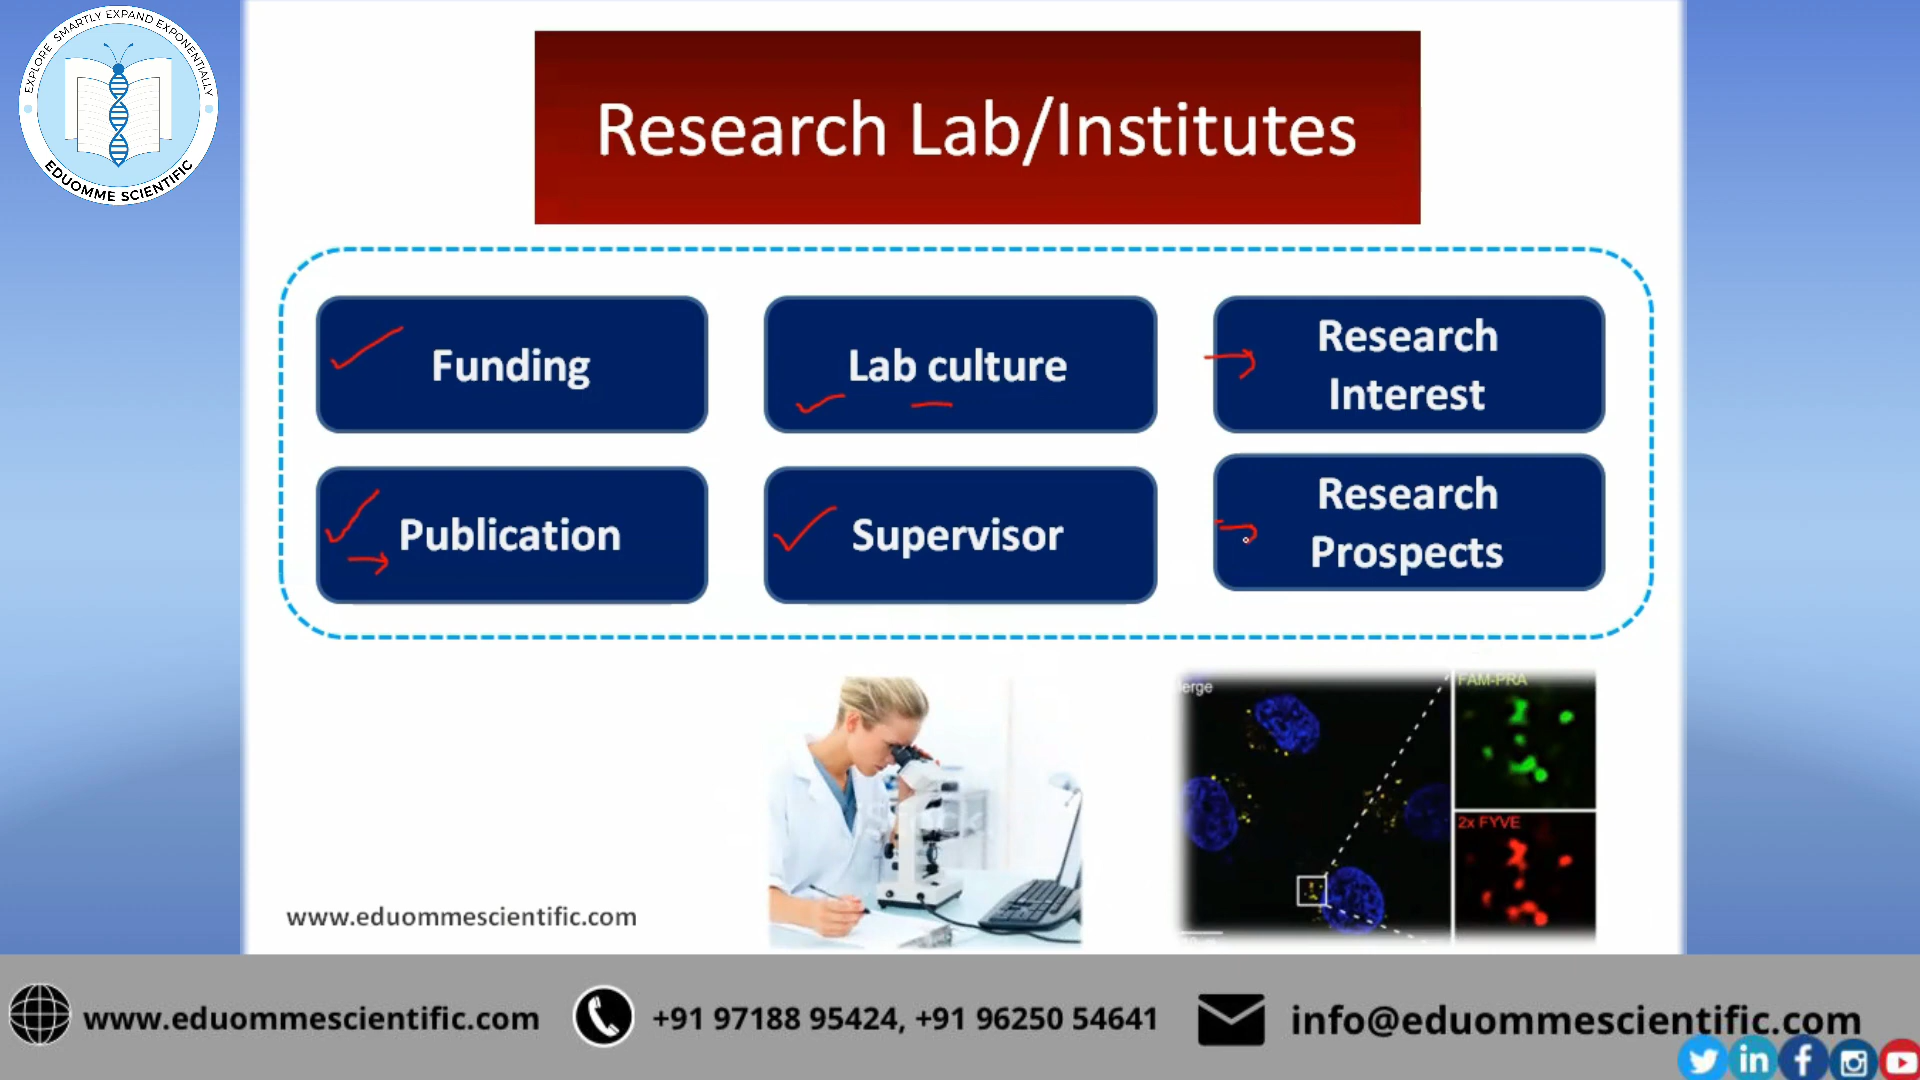 EXPLORE SMARTLY EXPAND EXPONENTIALLY
EDUOMME SCIENTIFIC
Research Lab/Institutes
Funding
Lab culture
Research
Interest
Publication
Supervisor
Research
Prospects
erge
FAM-PRA
2x FYVE
www.eduommescientific.com
www.eduommescientific.com
+91 97188 95424, +91 96250 54641
info@eduommescientific.com